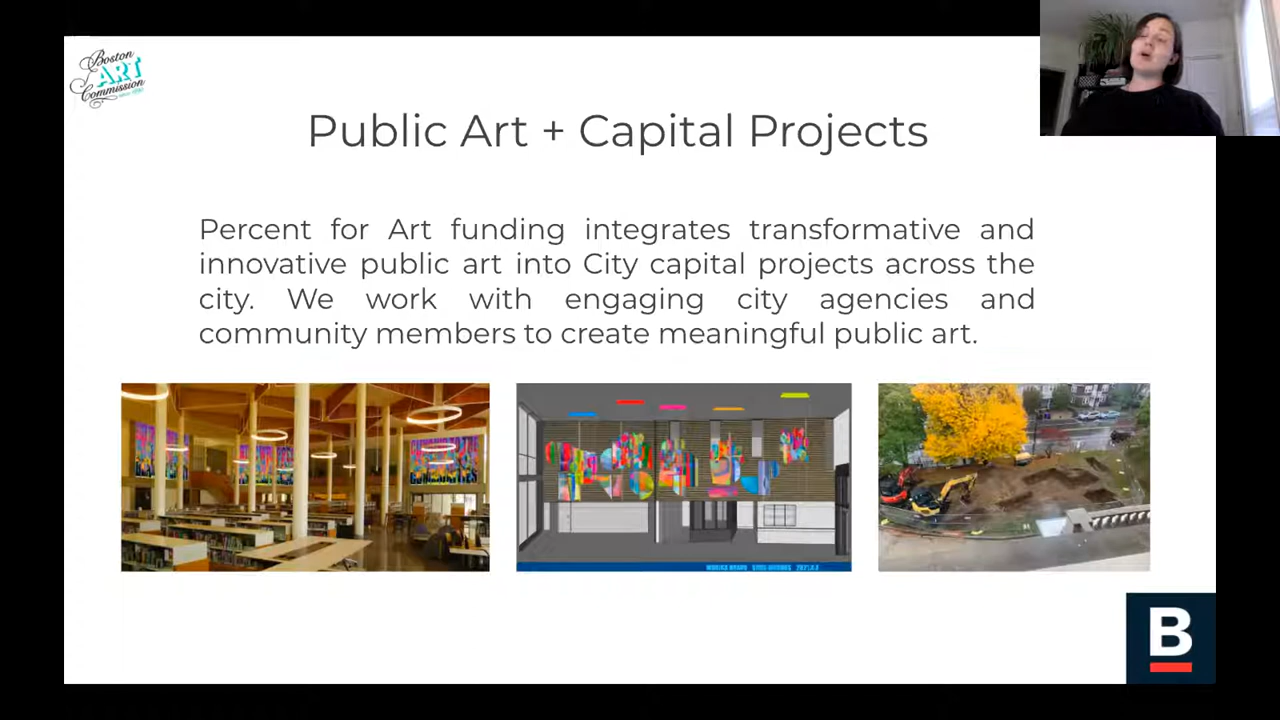 Boston
ART
Commission
Public Art + Capital Projects
Percent for Art funding integrates transformative and
innovative public art into City capital projects across the
city. We work with engaging city agencies and
community members to create meaningful public art.
B